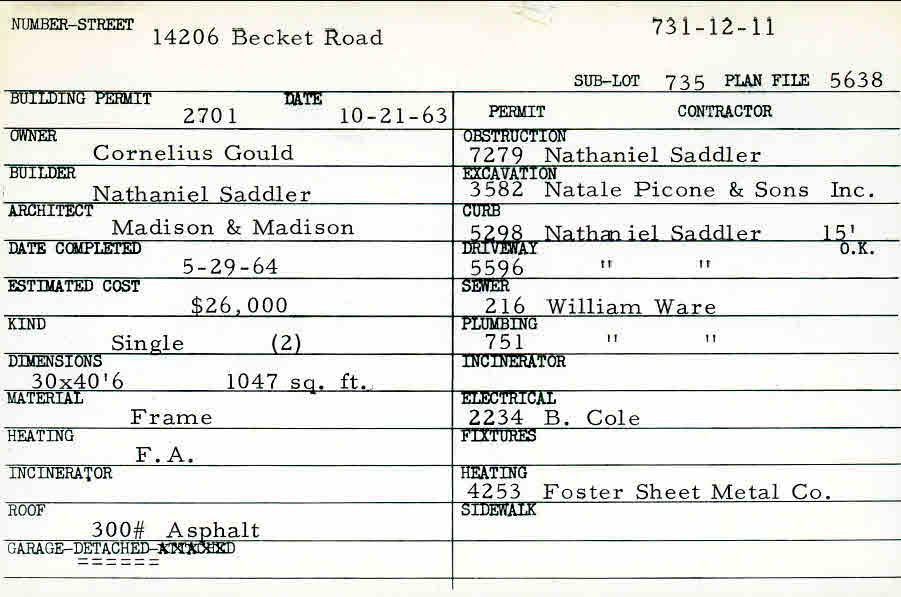 NUMBER-STREET 14206 Becket Road 731-12-11
SUB-LOT 735 PLAN FILE 5638
BUILDING PERMIT 2701 DATE 10-21-63
OWNER Cornelius Gould
BUILDER Nathaniel Saddler
ARCHITECT Madison & Madison
DATE COMPLETED 5-29-64
ESTIMATED COST $26,000
KIND Single (2)
DIMENSIONS 30x40'6 1047 sq. ft.
MATERIAL Frame
HEATING F.A.
INCINERATOR
ROOF 300# Asphalt
GARAGE-DETACHED-ATTACHED
PERMIT CONTRACTOR
OBSTRUCTION 7279 Nathaniel Saddler
EXCAVATION 3582 Natale Picone & Sons Inc.
CURB 5298 Nathaniel Saddler 15'
DRIVEWAY 5596 " " O.K.
SEWER 216 William Ware
PLUMBING 751 " "
INCINERATOR
ELECTRICAL 2234 B. Cole
FIXTURES
HEATING 4253 Foster Sheet Metal Co.
SIDEWALK